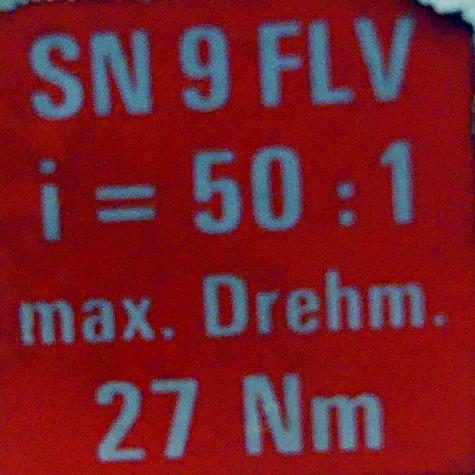 SN 9 FLV
i = 50 : 1
max. Drehm.
27 Nm